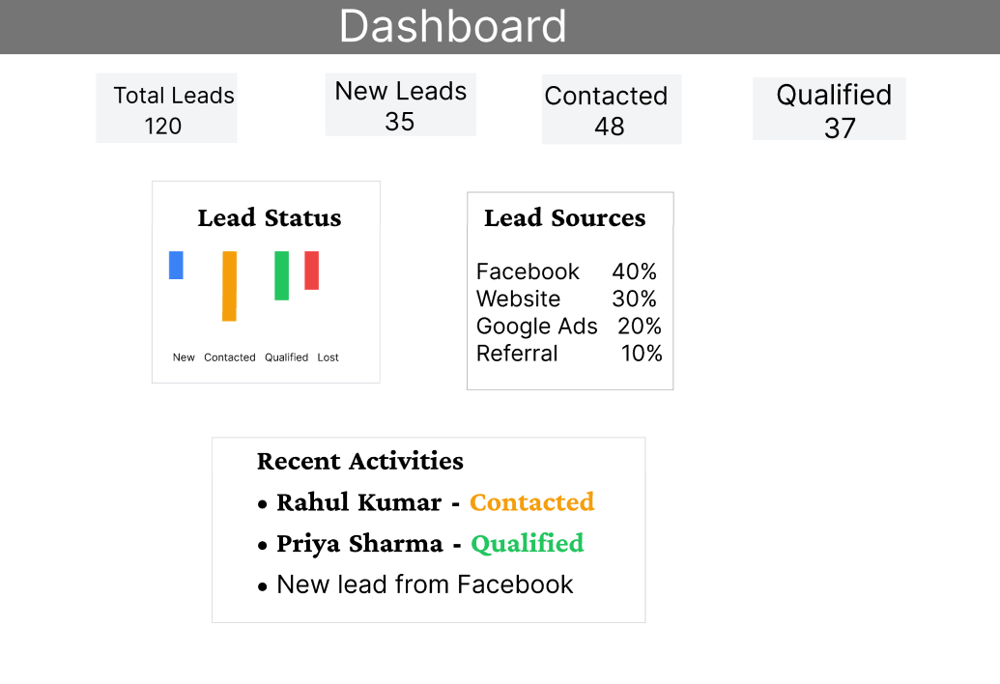 Dashboard
Total Leads
120
New Leads
35
Contacted
48
Qualified
37
Lead Status
New Contacted Qualified Lost
Lead Sources
Facebook 40%
Website 30%
Google Ads 20%
Referral 10%
Recent Activities
• Rahul Kumar - Contacted
• Priya Sharma - Qualified
• New lead from Facebook